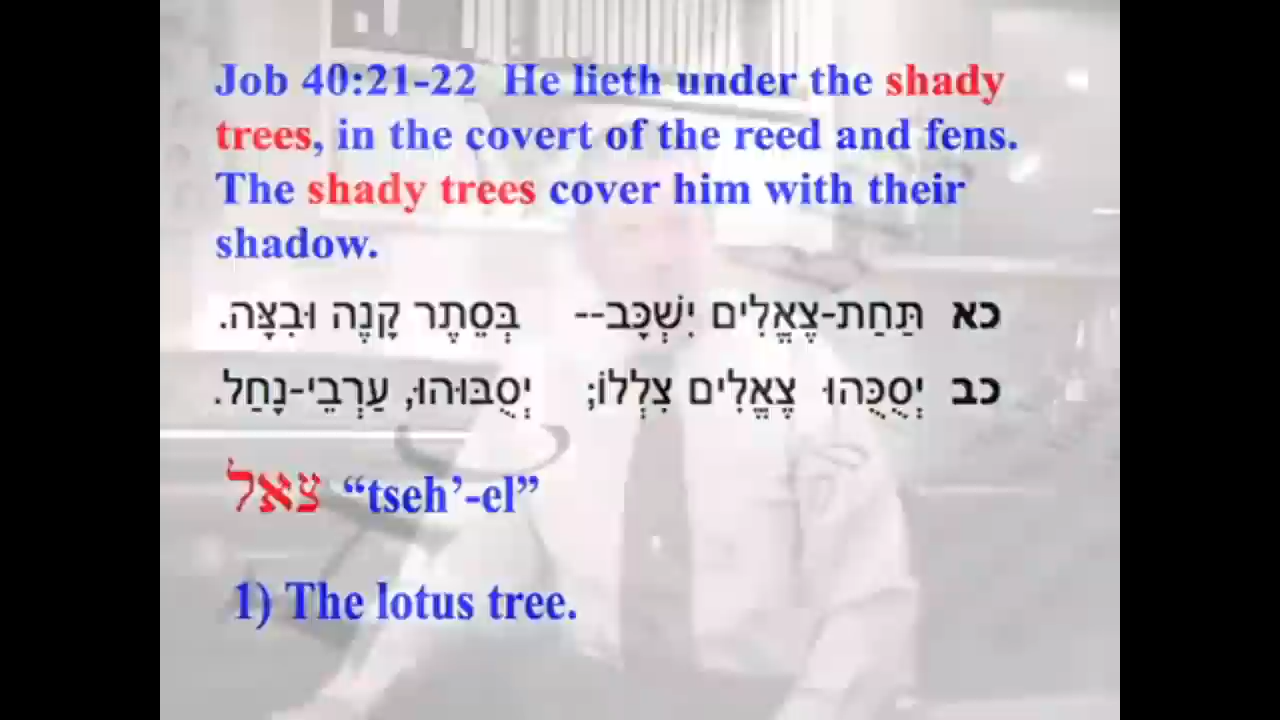 Job 40:21-22 He lieth under the shady
trees, in the covert of the reed and fens.
The shady trees cover him with their
shadow.
כא תַּחַת-צֶאֱלִים יִשְׁכָּב-- בְּסֵתֶר קָנֶה וּבִצָּה.
כב יְסֻכֻּהוּ צֶאֱלִים צִלְלוֹ; יְסֻבּוּהוּ, עַרְבֵי-נָחַל.
צאל “tseh’-el”
1) The lotus tree.